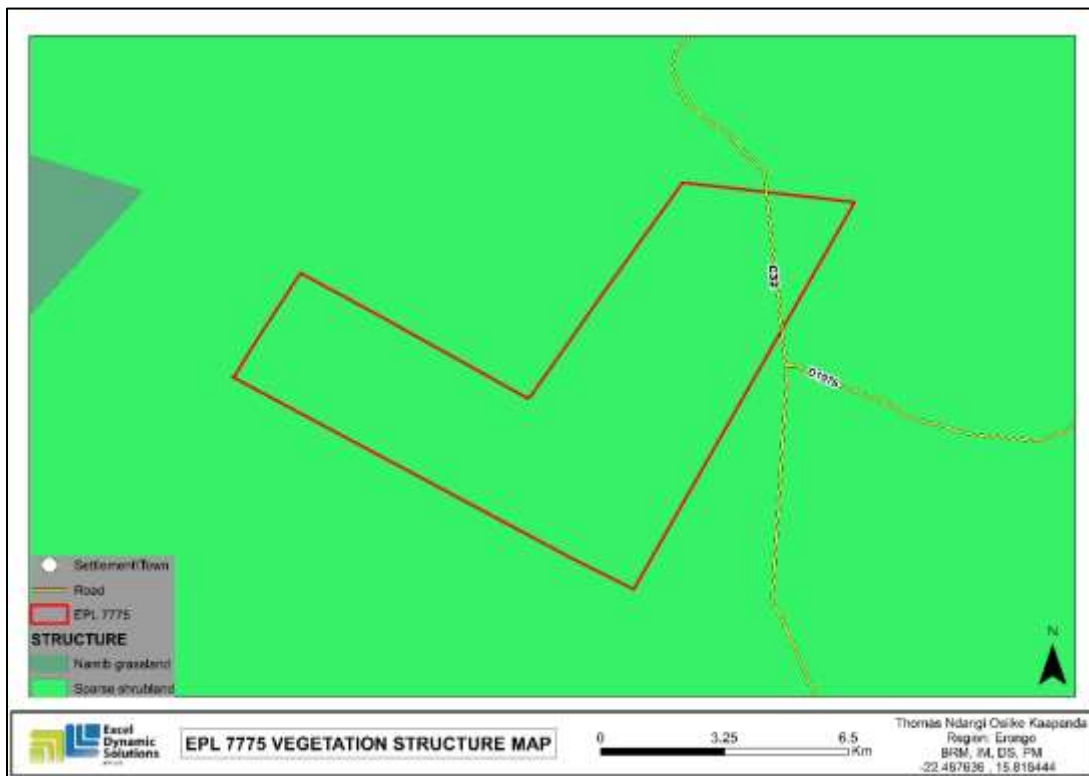 C32
D1976
Settlement/Town
Road
EPL 7775
STRUCTURE
Namib grassland
Sparse shrubland
N
Excel
Dynamic
Solutions
EPL 7775 VEGETATION STRUCTURE MAP
0 3.25 6.5
Km
Thomas Ndangi Osiike Kaapanda
Region: Erongo
BRM, IM, DS, PM
-22.487636 , 15.816444